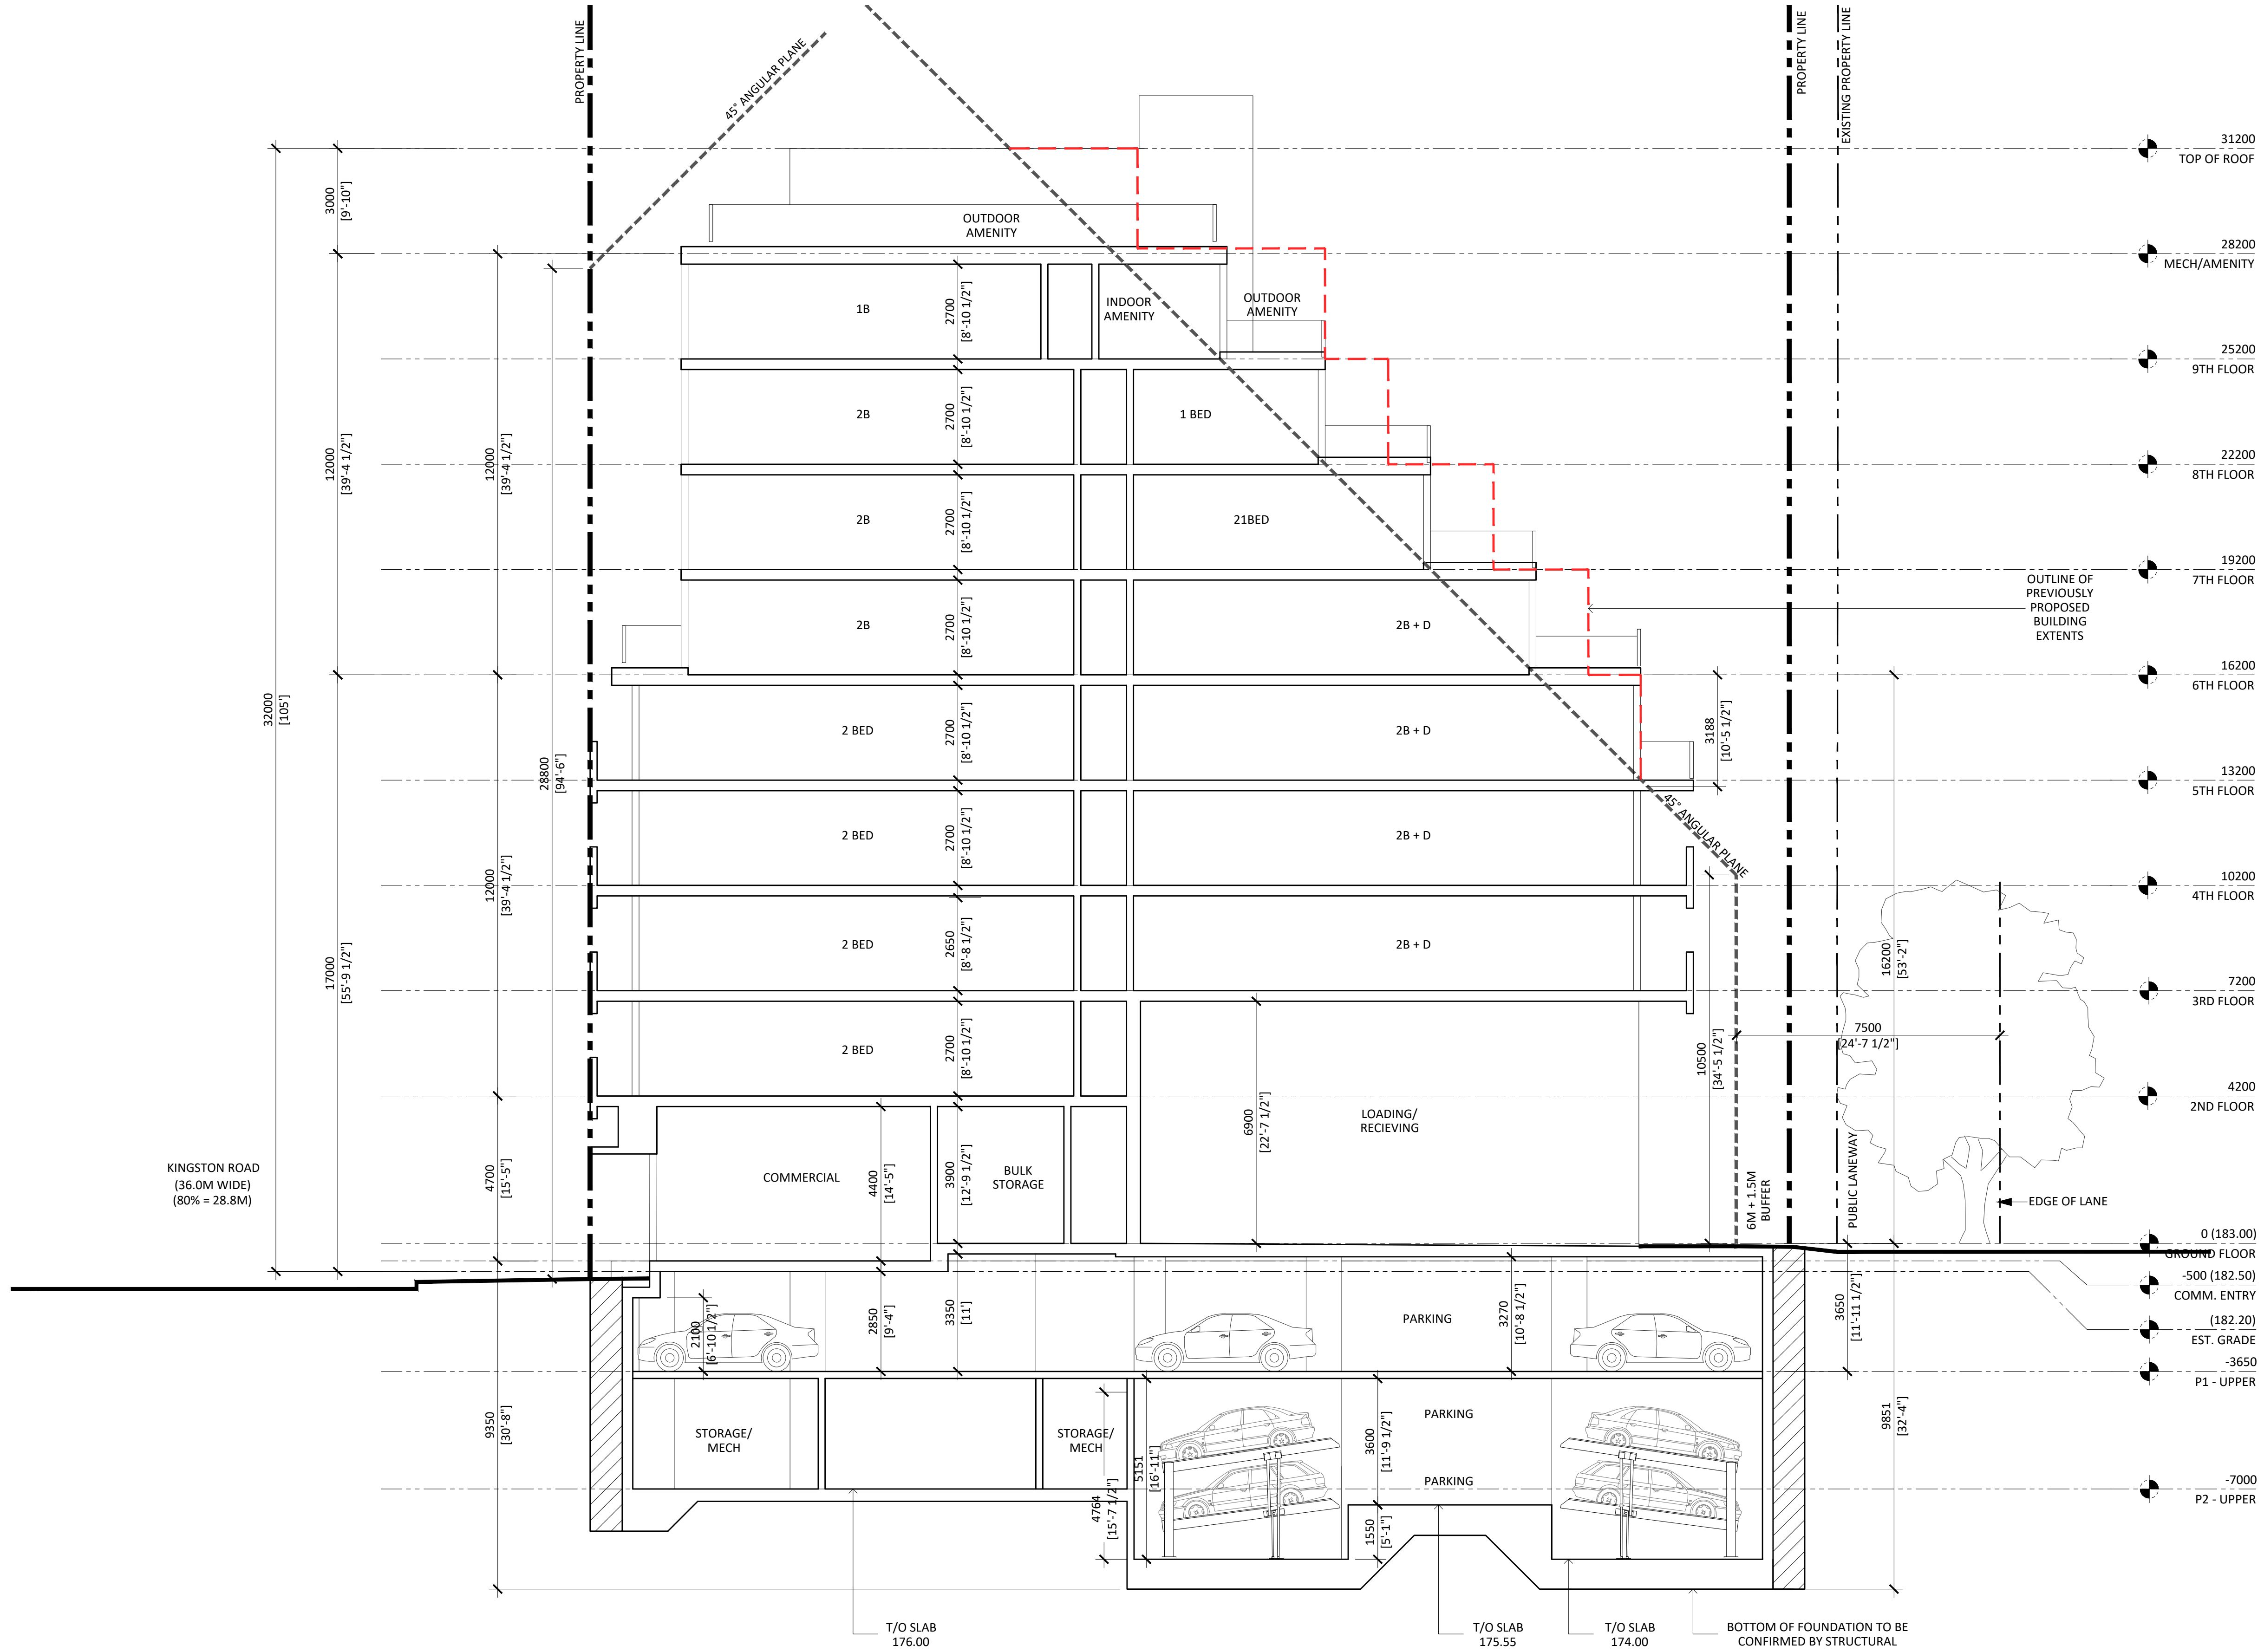 PROPERTY LINE
45° ANGULAR PLANE
PROPERTY LINE
EXISTING PROPERTY LINE
31200
TOP OF ROOF
28200
MECH/AMENITY
25200
9TH FLOOR
22200
8TH FLOOR
19200
7TH FLOOR
16200
6TH FLOOR
13200
5TH FLOOR
10200
4TH FLOOR
7200
3RD FLOOR
4200
2ND FLOOR
0 (183.00)
GROUND FLOOR
-500 (182.50)
COMM. ENTRY
(182.20)
EST. GRADE
-3650
P1 - UPPER
-7000
P2 - UPPER
32000
[105']
3000
[9'-10"]
12000
[39'-4 1/2"]
17000
[55'-9 1/2"]
12000
[39'-4 1/2"]
12000
[39'-4 1/2"]
4700
[15'-5"]
9350
[30'-8"]
28800
[94'-6"]
KINGSTON ROAD
(36.0M WIDE)
(80% = 28.8M)
OUTDOOR
AMENITY
1B
2700
[8'-10 1/2"]
INDOOR
AMENITY
OUTDOOR
AMENITY
2B
2700
[8'-10 1/2"]
1 BED
2B
2700
[8'-10 1/2"]
21BED
2B
2700
[8'-10 1/2"]
2B + D
2 BED
2700
[8'-10 1/2"]
2B + D
3188
[10'-5 1/2"]
2 BED
2700
[8'-10 1/2"]
2B + D
45° ANGULAR PLANE
2 BED
2650
[8'-8 1/2"]
2B + D
2 BED
2700
[8'-10 1/2"]
OUTLINE OF
PREVIOUSLY
PROPOSED
BUILDING
EXTENTS
16200
[53'-2"]
7500
[24'-7 1/2"]
10500
[34'-5 1/2"]
6900
[22'-7 1/2"]
LOADING/
RECIEVING
COMMERCIAL
4400
[14'-5"]
3900
[12'-9 1/2"]
BULK
STORAGE
6M + 1.5M
BUFFER
PUBLIC LANEWAY
EDGE OF LANE
2100
[6'-10 1/2"]
2850
[9'-4"]
3350
[11']
PARKING
3270
[10'-8 1/2"]
3650
[11'-11 1/2"]
STORAGE/
MECH
STORAGE/
MECH
4764
[15'-7 1/2"]
5151
[16'-11"]
PARKING
3600
[11'-9 1/2"]
PARKING
1550
[5'-1"]
9851
[32'-4"]
T/O SLAB
176.00
T/O SLAB
175.55
T/O SLAB
174.00
BOTTOM OF FOUNDATION TO BE
CONFIRMED BY STRUCTURAL